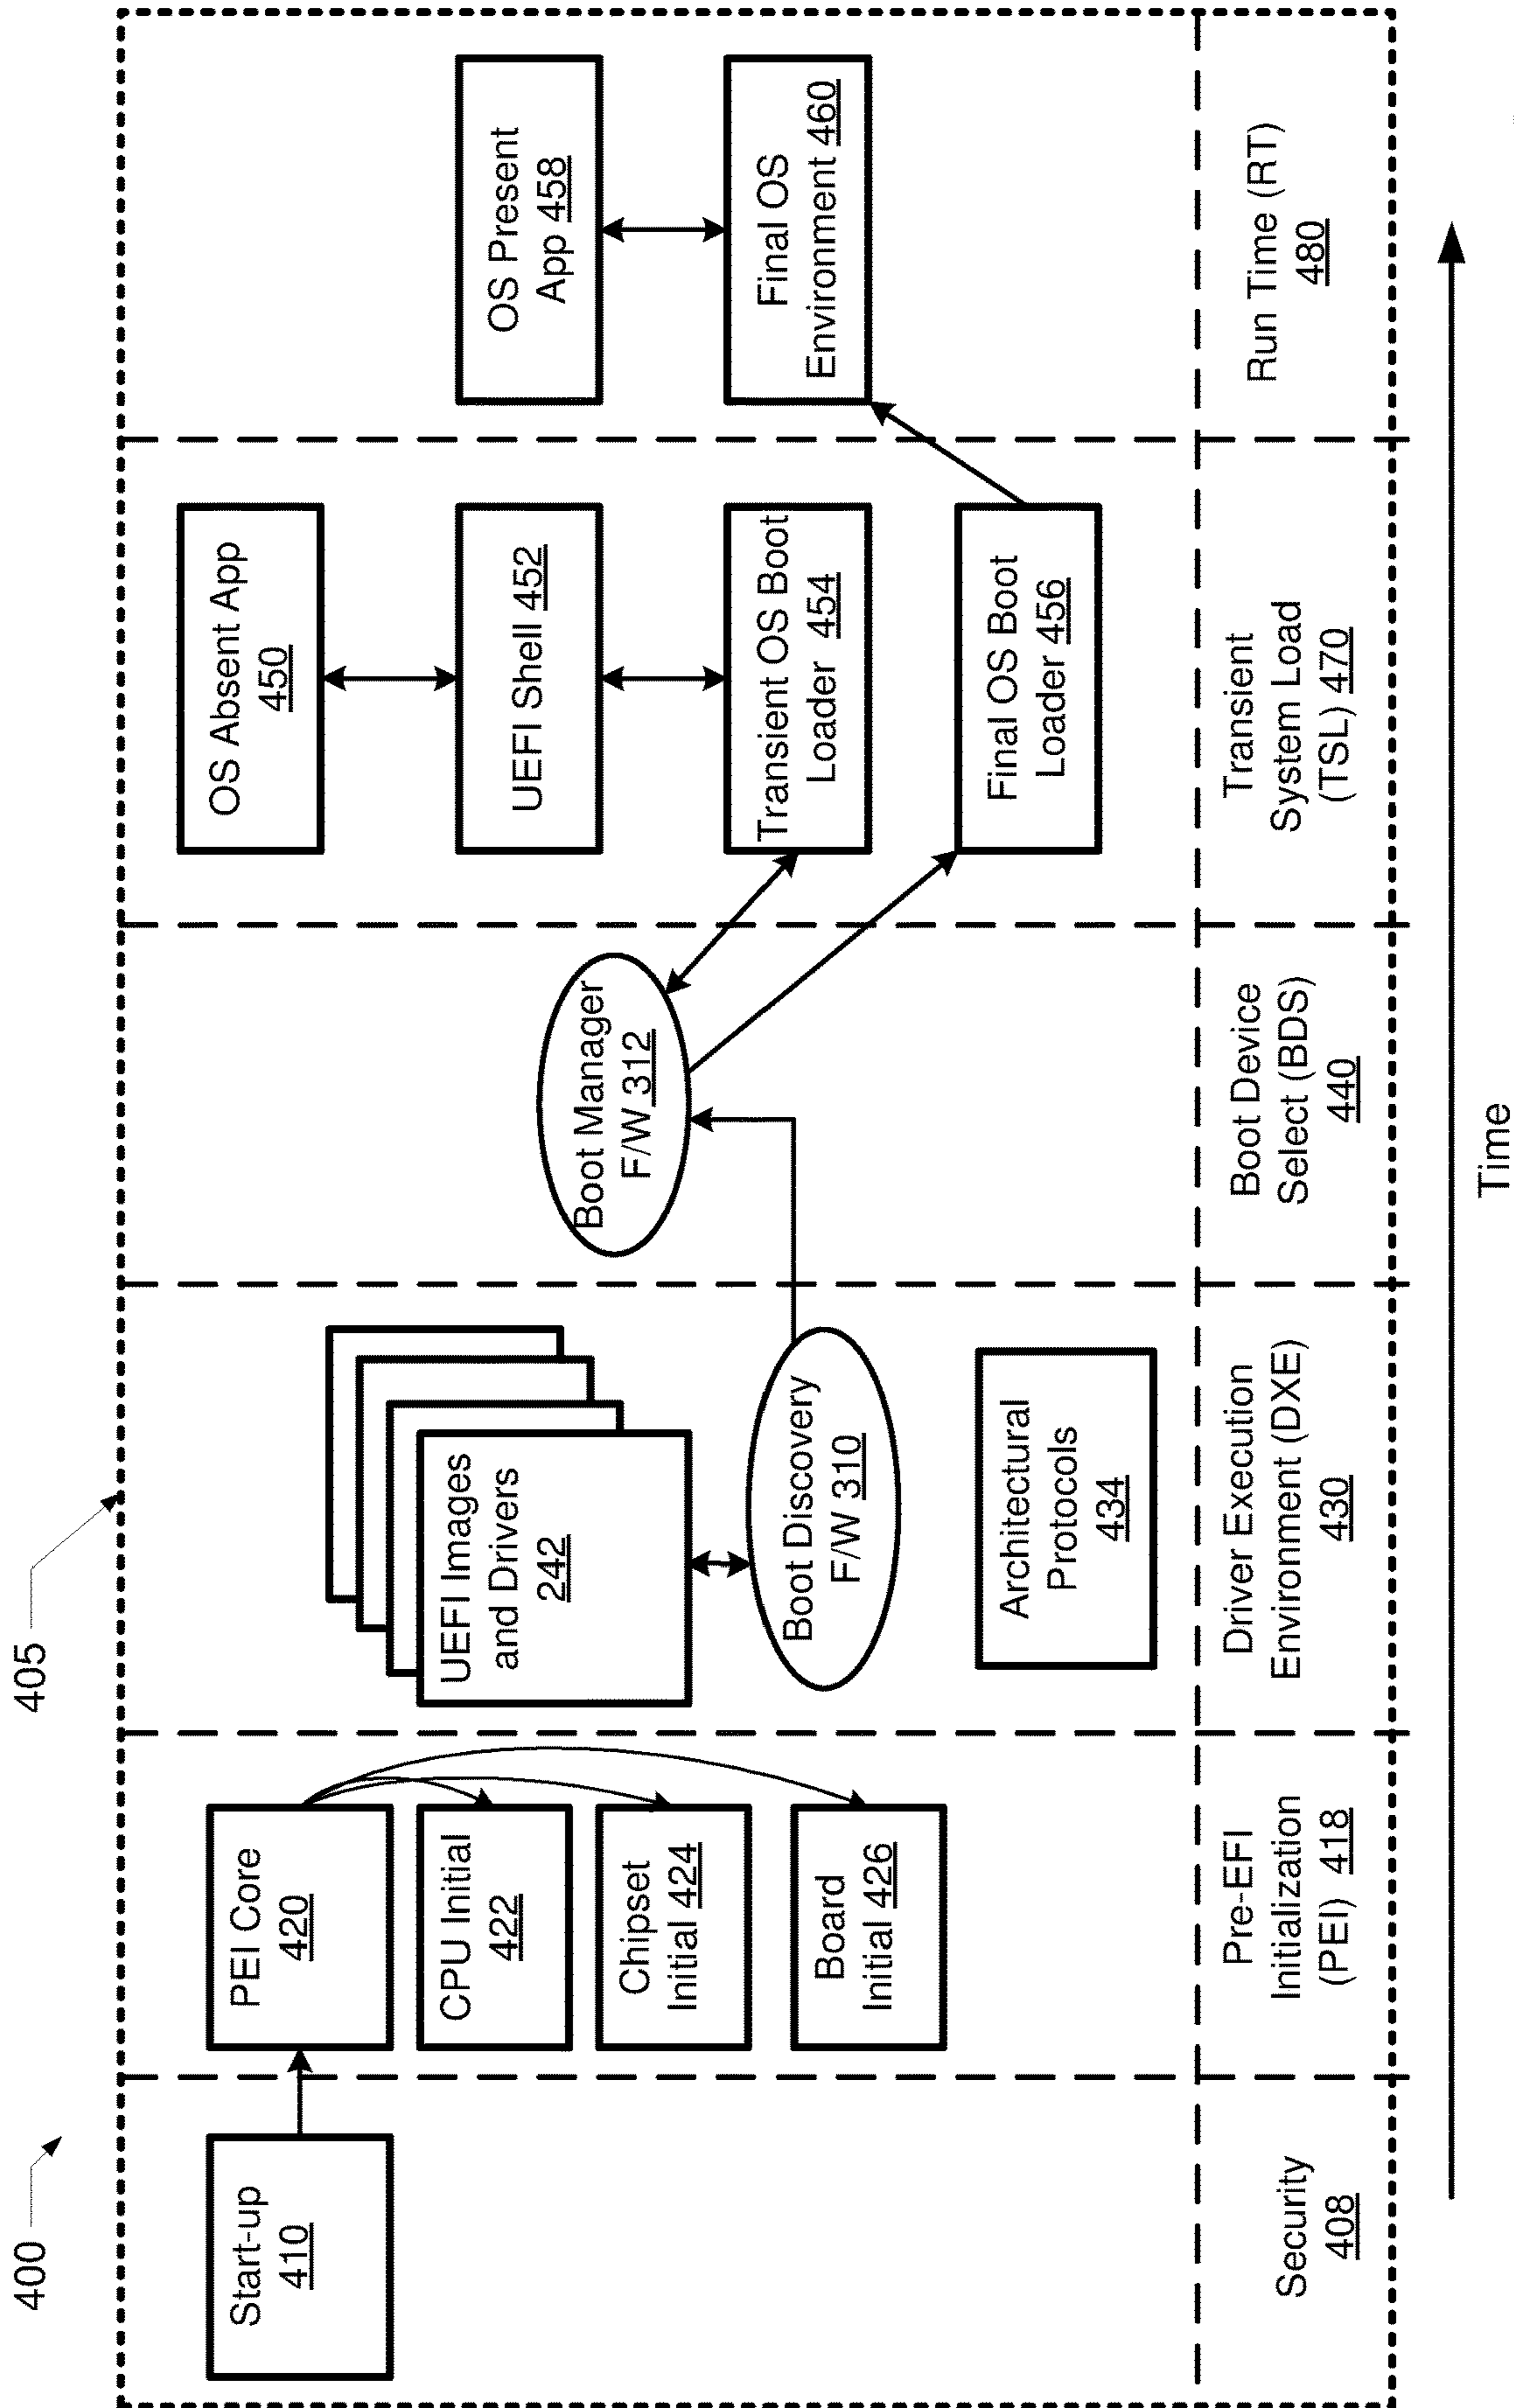 400
405
Start-up
410
PEI Core
420
CPU Initial
422
Chipset
Initial 424
Board
Initial 426
UEFI Images
and Drivers
242
Boot Discovery
F/W 310
Architectural
Protocols
434
Boot Manager
F/W 312
OS Absent App
450
UEFI Shell 452
Transient OS Boot
Loader 454
Final OS Boot
Loader 456
OS Present
App 458
Final OS
Environment 460
Security
408
Pre-EFI
Initialization
(PEI) 418
Driver Execution
Environment (DXE)
430
Boot Device
Select (BDS)
440
Transient
System Load
(TSL) 470
Run Time (RT)
480
Time